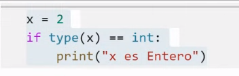 x = 2
if type(x) == int:
    print("x es Entero")